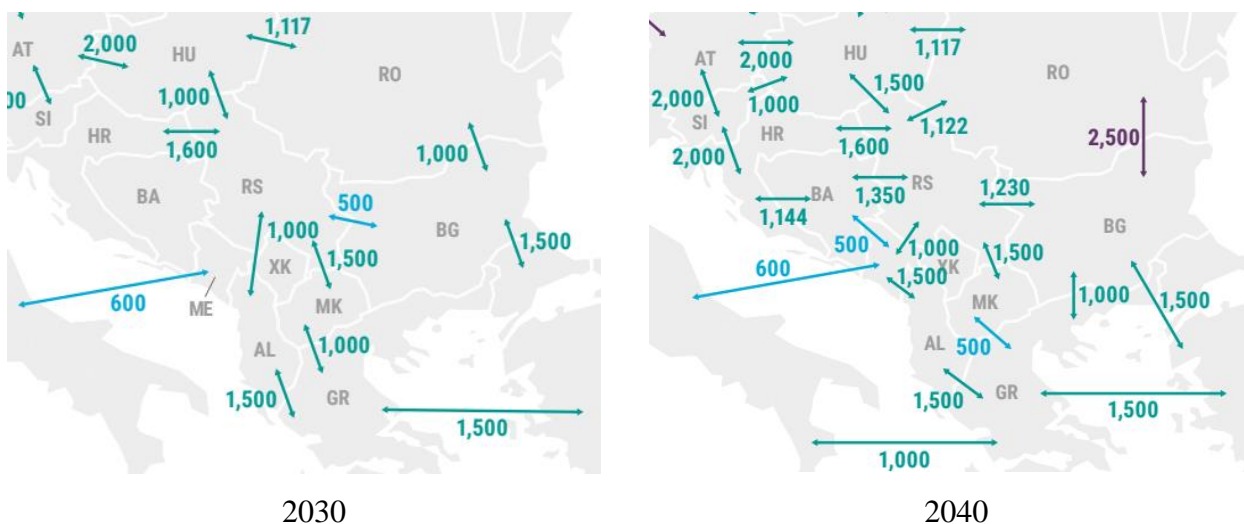 1,117
AT
2,000
HU
RO
00
1,000
SI
HR
1,600
1,000
BA
RS
500
1,000
BG
1,500
XK
1,500
600
ME
MK
1,000
AL
1,500
GR
1,500
2030
AT
2,000
HU
1,117
RO
2,000
1,000
1,500
SI
HR
1,600
1,122
2,500
2,000
BA
1,350
RS
1,230
1,144
500
1,000
BG
600
1,500
XK
1,500
MK
1,000
1,500
AL
500
1,500
GR
1,500
1,000
2040